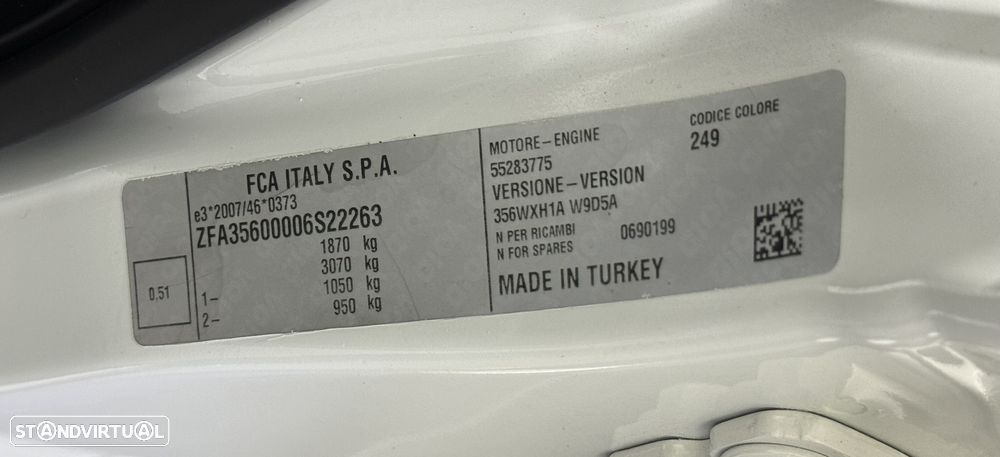 FCA ITALY S.P.A.
e3*2007/46*0373
ZFA35600006S22263
1870 kg
3070 kg
1- 1050 kg
2- 950 kg
0.51
MOTORE-ENGINE
55283775
VERSIONE-VERSION
356WXH1A W9D5A
N PER RICAMBI
N FOR SPARES 0690199
MADE IN TURKEY
CODICE COLORE
249
STANDVIRTUAL